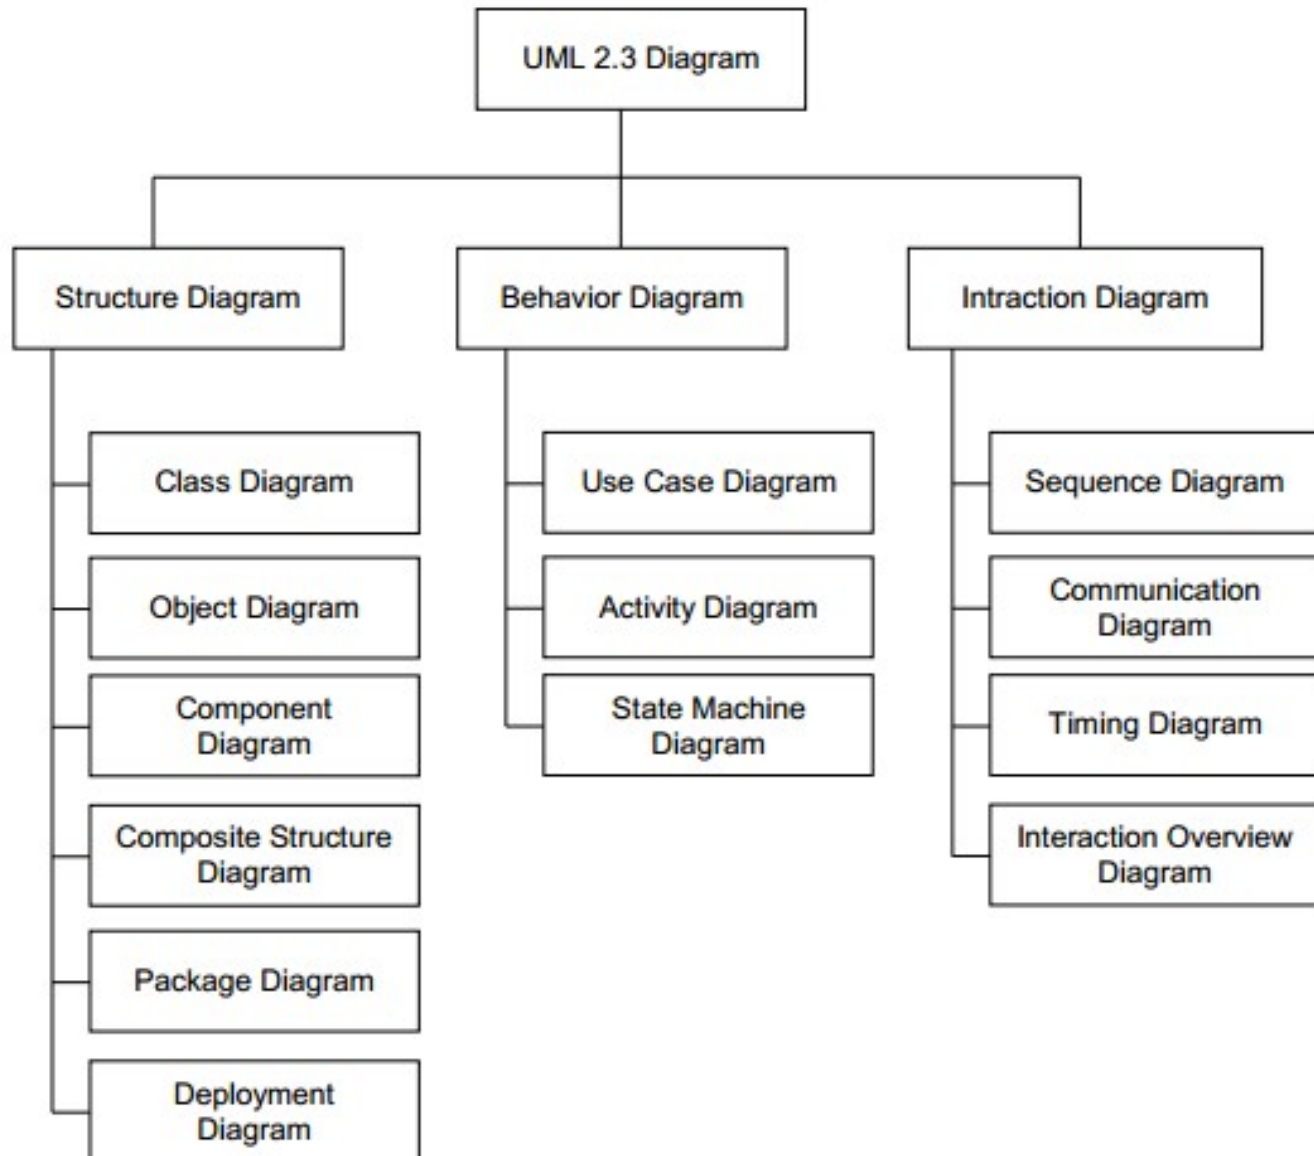 UML 2.3 Diagram
Structure Diagram
Behavior Diagram
Intraction Diagram
Class Diagram
Object Diagram
Component
Diagram
Composite Structure
Diagram
Package Diagram
Deployment
Diagram
Use Case Diagram
Activity Diagram
State Machine
Diagram
Sequence Diagram
Communication
Diagram
Timing Diagram
Interaction Overview
Diagram